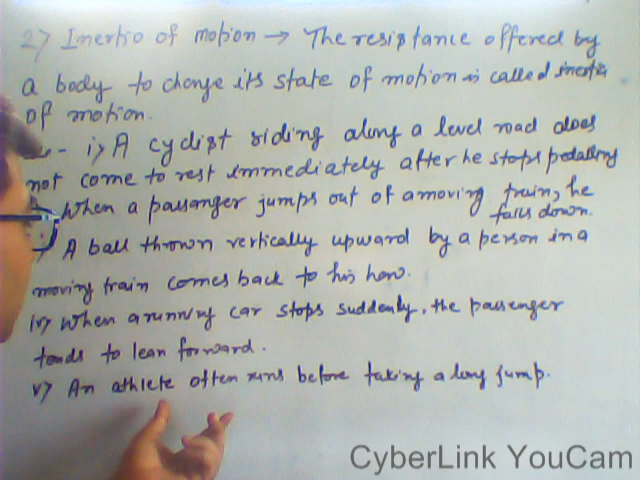 2) Inertia of motion → The resistance offered by
a body to change its state of motion is called inertia
of motion.
- i) A cyclist riding along a level road does
not come to rest immediately after he stops pedalling
When a passanger jumps out of a moving train, he
falls down.
A ball thrown vertically upward by a person in a
moving train comes back to his
iv) When a running car stops suddenly, the passenger
tends to lean forward.
v) An athlete often runs before taking a long jump.
CyberLink YouCam